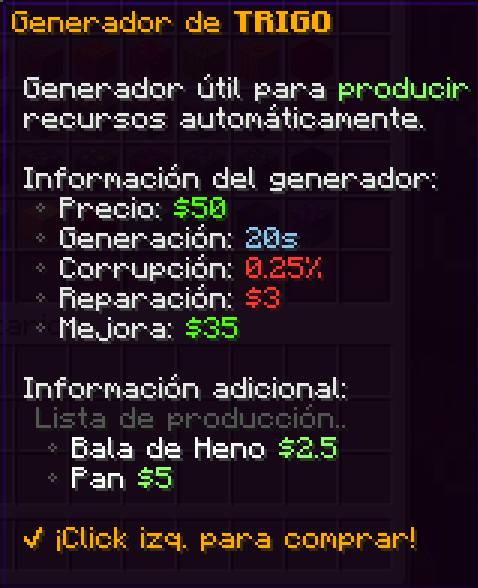 Generador de TRIGO
Generador útil para producir
recursos automáticamente.
Información del generador:
◦ Precio: $50
◦ Generación: 20s
◦ Corrupción: 0.25%
◦ Reparación: $3
◦ Mejora: $35
Información adicional:
Lista de producción..
◦ Bala de Heno $2.5
◦ Pan $5
✔ ¡Click izq. para comprar!